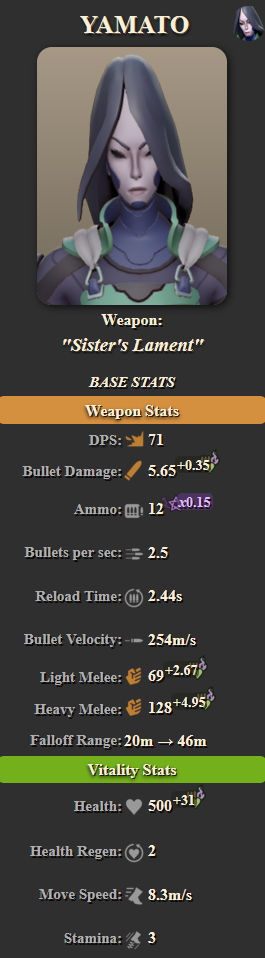 YAMATO
Weapon:
"Sister's Lament"
BASE STATS
Weapon Stats
DPS: 71
Bullet Damage: 5.65+0.35
Ammo: 12 x0.15
Bullets per sec: 2.5
Reload Time: 2.44s
Bullet Velocity: 254m/s
Light Melee: 69+2.67
Heavy Melee: 128+4.95
Falloff Range: 20m → 46m
Vitality Stats
Health: 500+31
Health Regen: 2
Move Speed: 8.3m/s
Stamina: 3